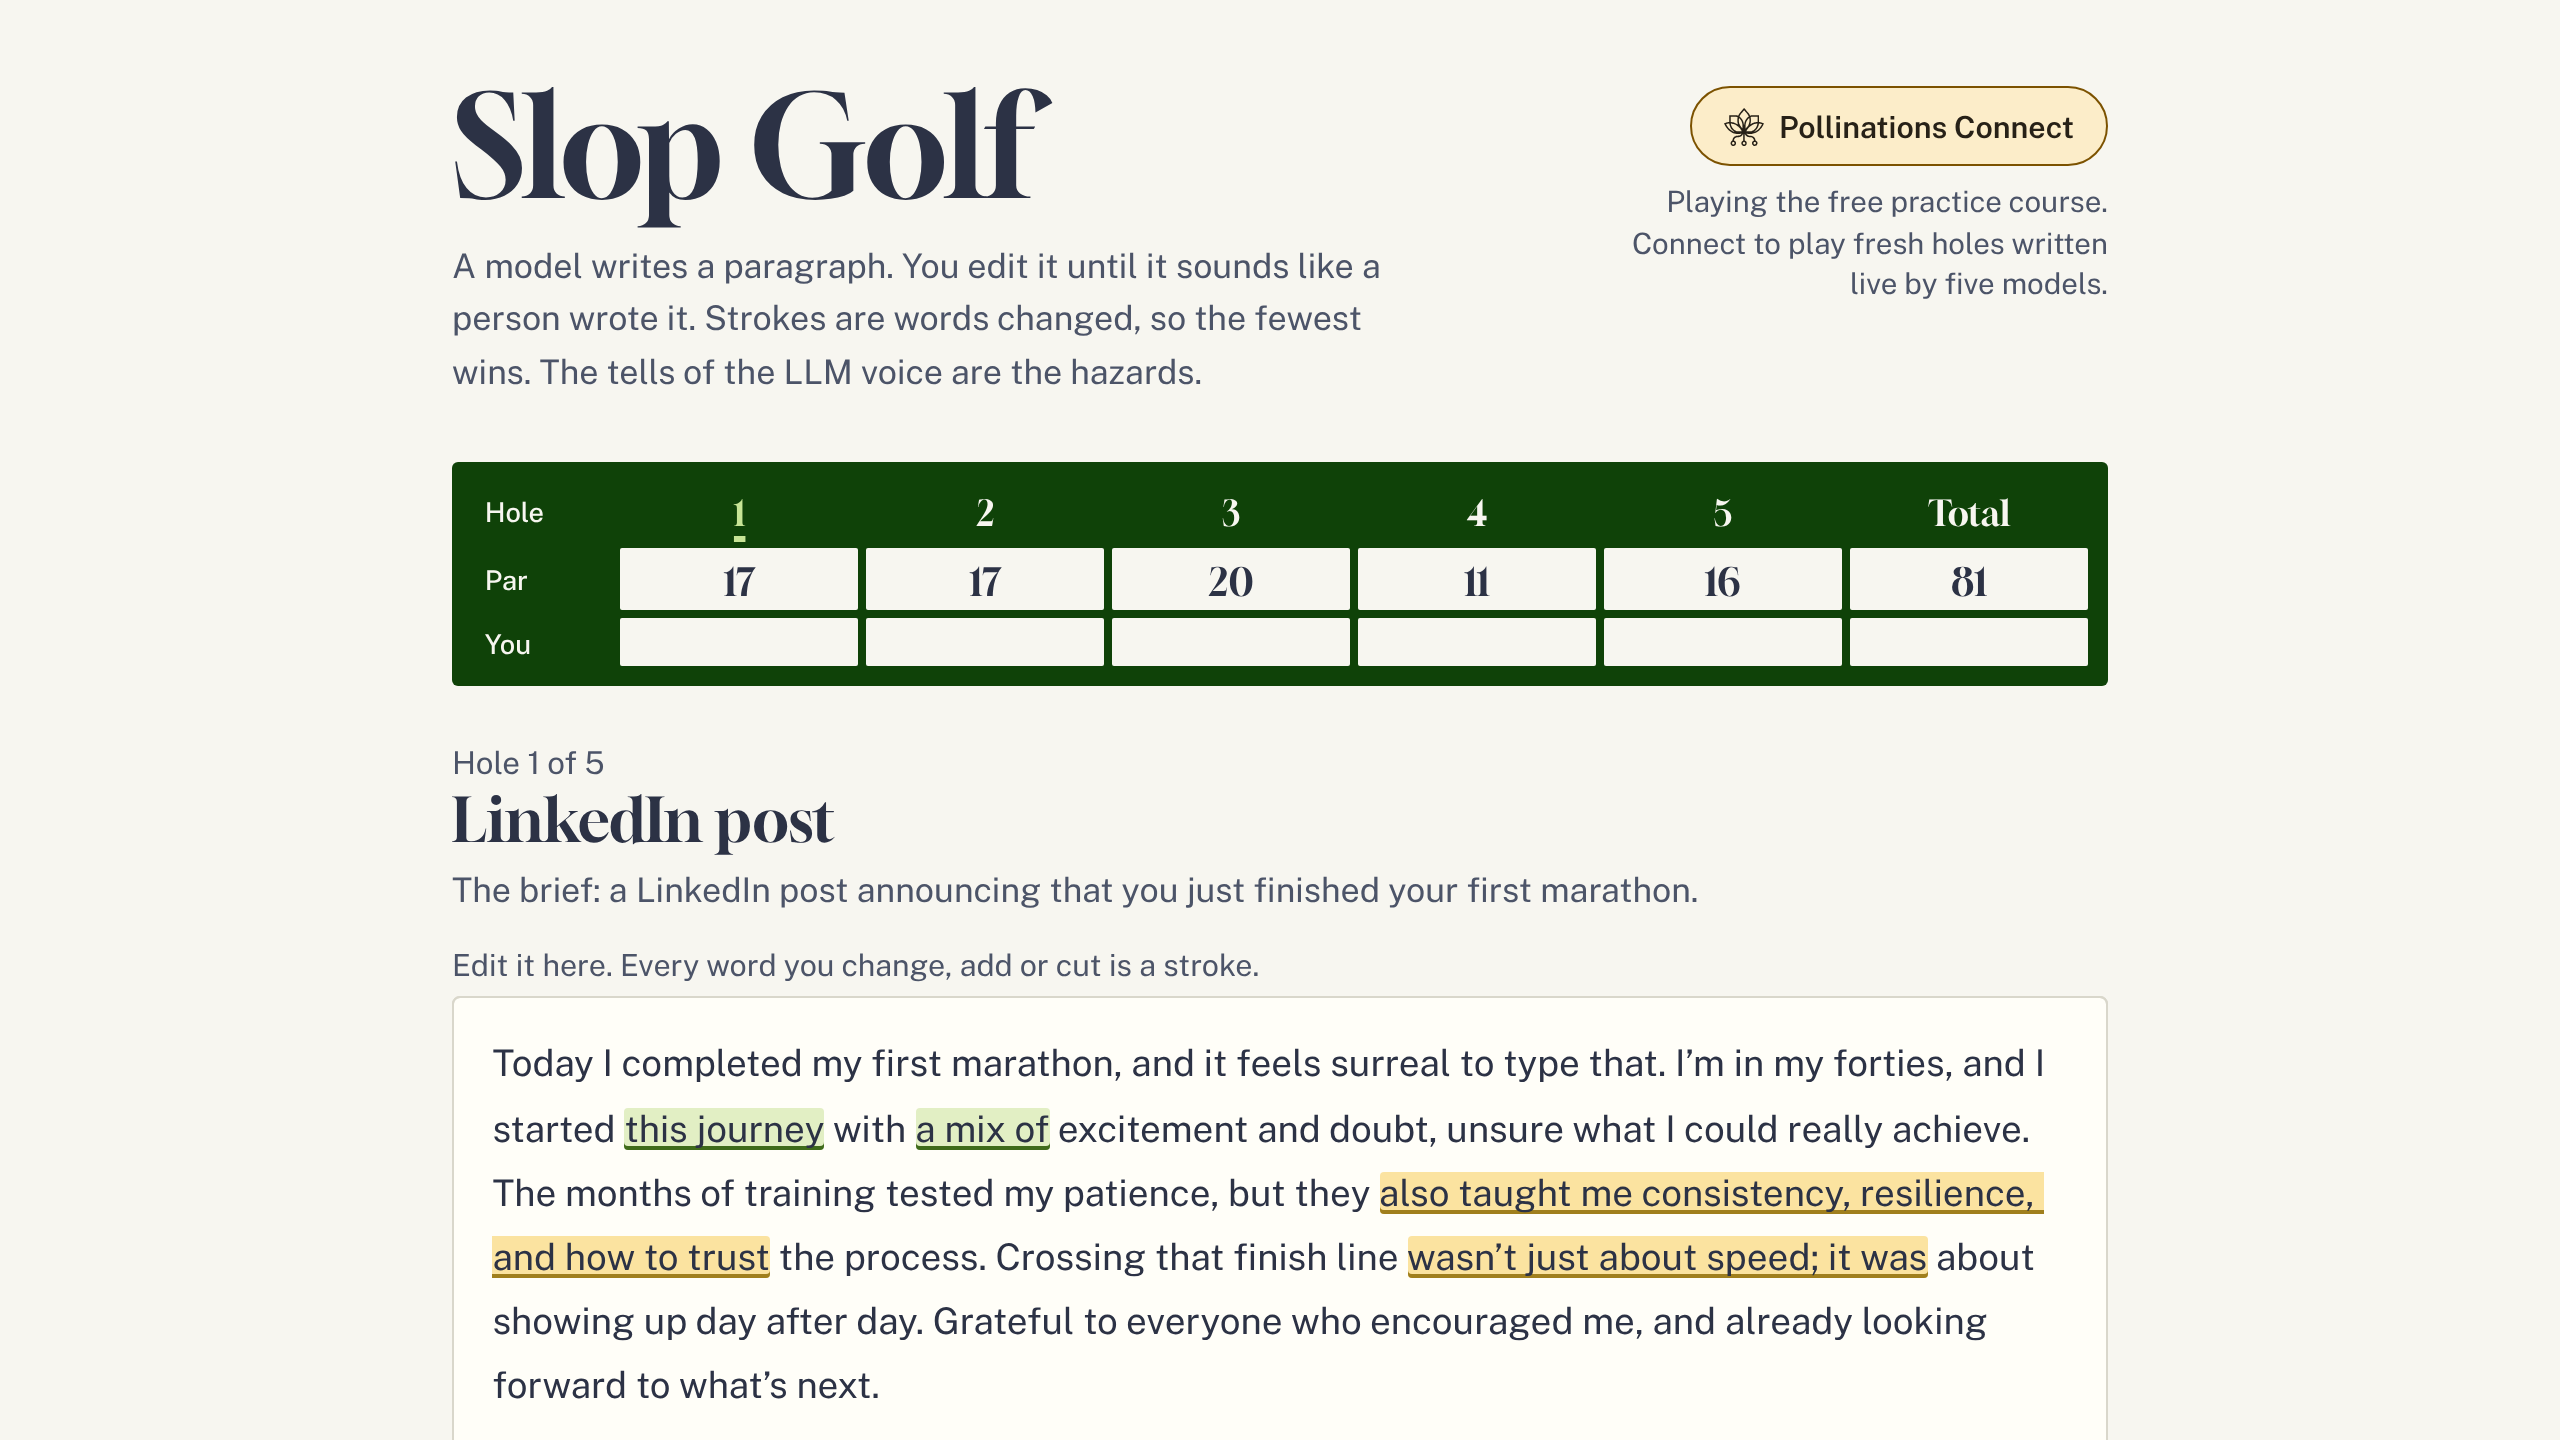 Slop Golf
A model writes a paragraph. You edit it until it sounds like a
person wrote it. Strokes are words changed, so the fewest
wins. The tells of the LLM voice are the hazards.
Pollinations Connect
Playing the free practice course.
Connect to play fresh holes written
live by five models.
Hole 1 2 3 4 5 Total
Par 17 17 20 11 16 81
You
Hole 1 of 5
LinkedIn post
The brief: a LinkedIn post announcing that you just finished your first marathon.
Edit it here. Every word you change, add or cut is a stroke.
Today I completed my first marathon, and it feels surreal to type that. I’m in my forties, and I
started this journey with a mix of excitement and doubt, unsure what I could really achieve.
The months of training tested my patience, but they also taught me consistency, resilience,
and how to trust the process. Crossing that finish line wasn’t just about speed; it was about
showing up day after day. Grateful to everyone who encouraged me, and already looking
forward to what’s next.